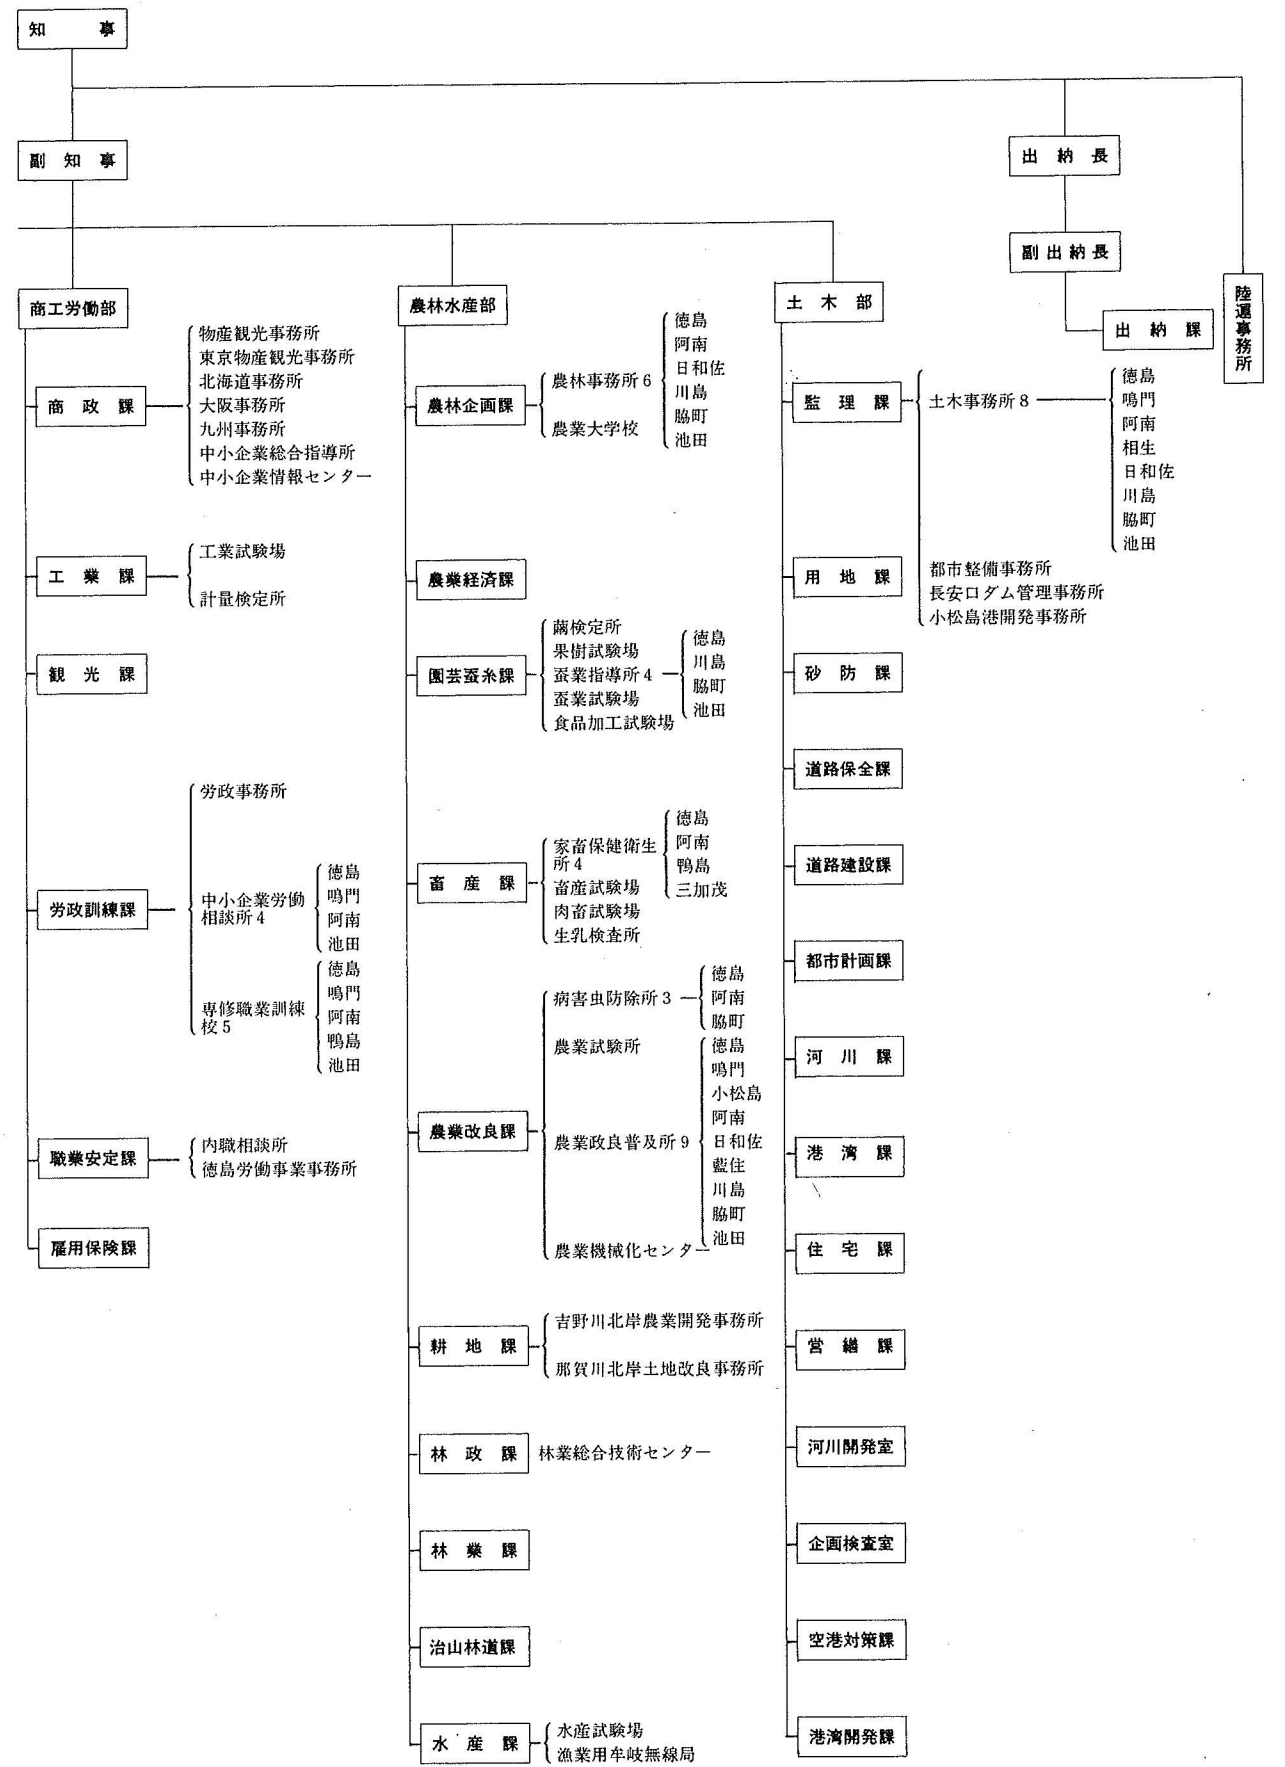 知事
副知事
出納長
副出納長
出納課
陸運事務所
商工労働部
商政課
物産観光事務所
東京物産観光事務所
北海道事務所
大阪事務所
九州事務所
中小企業総合指導所
中小企業情報センター
工業課
工業試験場
計量検定所
観光課
労政訓練課
労政事務所
中小企業労働
相談所4
徳島
鳴門
阿南
池田
専修職業訓練
校5
徳島
鳴門
阿南
鴨島
池田
職業安定課
内職相談所
徳島労働事業事務所
雇用保険課
農林水産部
農林企画課
農林事務所6
徳島
阿南
日和佐
川島
脇町
池田
農業大学校
農業経済課
園芸蚕糸課
繭検定所
果樹試験場
蚕業指導所4
徳島
川島
脇町
池田
蚕業試験場
食品加工試験場
畜産課
家畜保健衛生
所4
徳島
阿南
鴨島
三加茂
畜産試験場
肉畜試験場
生乳検査所
農業改良課
病害虫防除所3
徳島
阿南
脇町
農業試験所
農業政良普及所9
徳島
鳴門
小松島
阿南
日和佐
藍住
川島
脇町
池田
農業機械化センター
耕地課
吉野川北岸農業開発事務所
那賀川北岸土地改良事務所
林政課
林業総合技術センター
林業課
治山林道課
水産課
水産試験場
漁業用牟岐無線局
土木部
監理課
土木事務所8
徳島
鳴門
阿南
相生
日和佐
川島
脇町
池田
都市整備事務所
長安口ダム管理事務所
小松島港開発事務所
用地課
砂防課
道路保全課
道路建設課
都市計画課
河川課
港湾課
住宅課
営繕課
河川開発室
企画検査室
空港対策課
港湾開発課